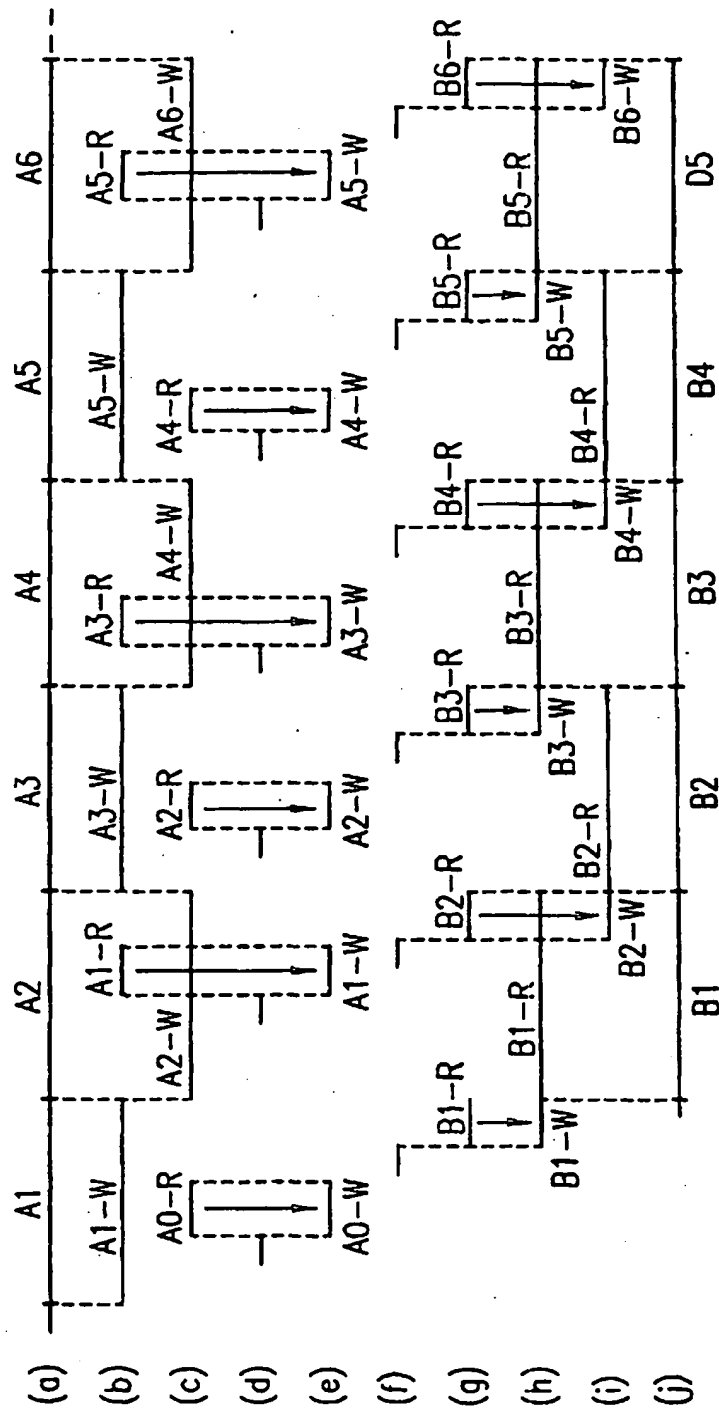 (a) A1 A2 A3 A4 A5 A6
(b) A1-W A1-R A3-W A3-R A5-W A5-R
(c) A0-R A2-W A2-R A4-W A4-R A6-W
(d)
(e) A0-W A1-W A2-W A3-W A4-W A5-W
(f)
(g) B1-R B2-R B3-R B4-R B5-R B6-R
(h) B1-W B1-R B3-W B3-R B5-W B5-R
(i) B2-W B2-R B4-W B4-R B6-W
(j) B1 B2 B3 B4 D5